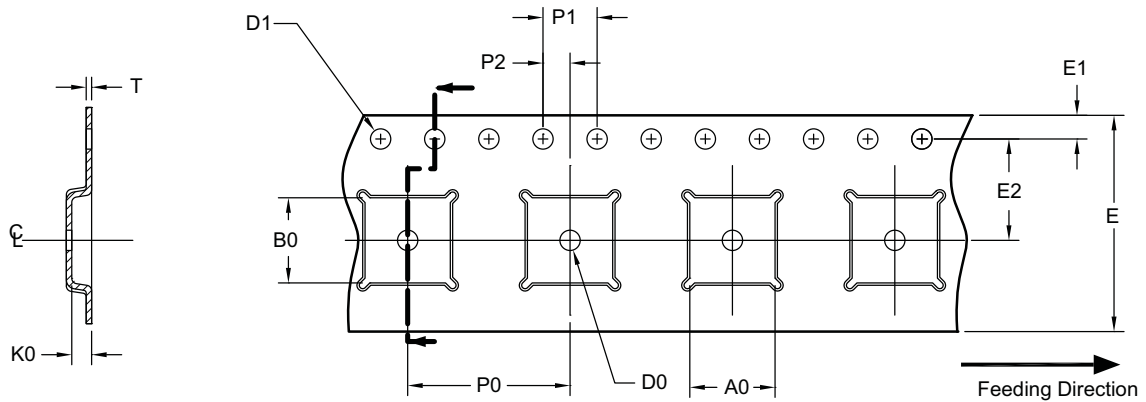 D1
P1
P2
T
E1
E2
E
B0
℄
K0
P0
D0
A0
Feeding Direction